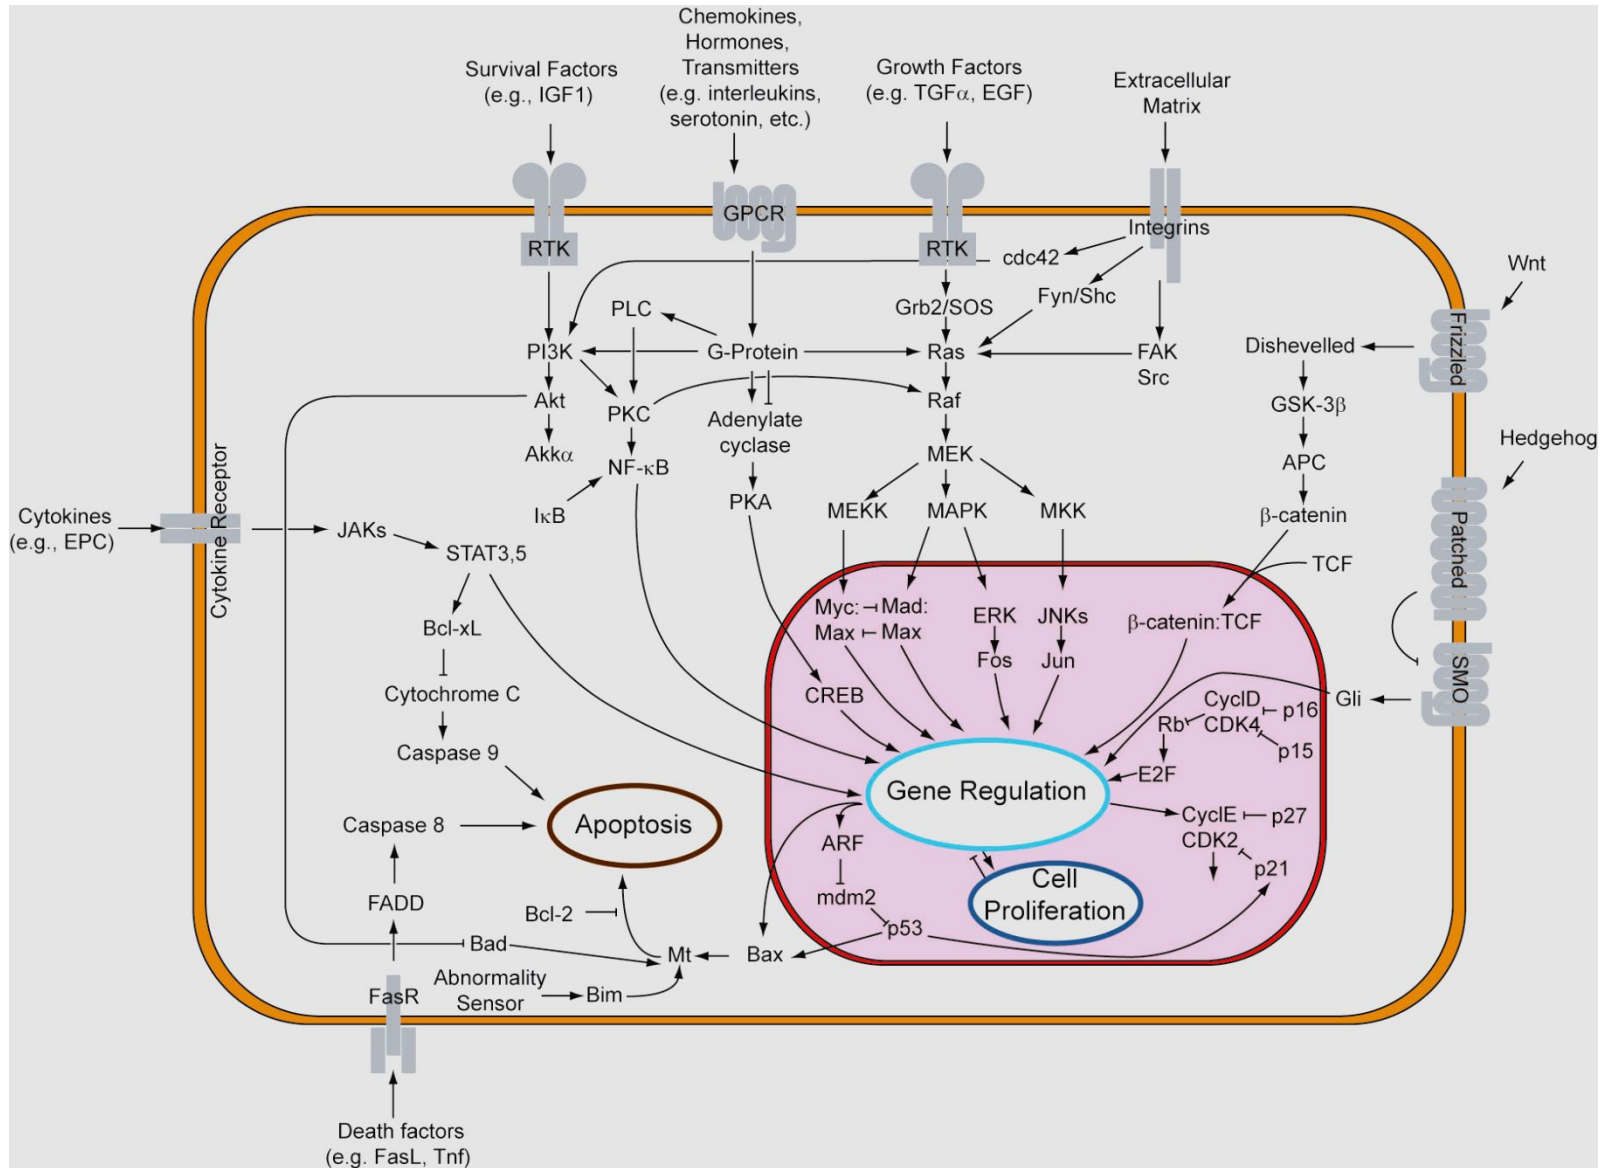 Survival Factors
(e.g., IGF1)
Chemokines,
Hormones,
Transmitters
(e.g. interleukins,
serotonin, etc.)
Growth Factors
(e.g. TGFα, EGF)
Extracellular
Matrix
RTK
GPCR
RTK
Integrins
cdc42
Wnt
Fyn/Shc
Grb2/SOS
PLC
Frizzled
PI3K
G-Protein
Ras
FAK
Src
Dishevelled
Akt
PKC
Adenylate
cyclase
Raf
GSK-3β
Hedgehog
Akkα
NF-κB
MEK
APC
PKA
IκB
MEKK
MAPK
MKK
β-catenin
Patched
Cytokines
(e.g., EPC)
Cytokine Receptor
JAKs
STAT3,5
TCF
Myc:
Mad:
Max
Max
ERK
JNKs
β-catenin:TCF
Bcl-xL
Fos
Jun
SMO
Cytochrome C
CREB
Gli
CyclD
CDK4
p16
Rb
p15
Caspase 9
E2F
Gene Regulation
Caspase 8
Apoptosis
ARF
CyclE
CDK2
p27
p21
FADD
Bcl-2
mdm2
Cell
Proliferation
p53
Bad
Mt
Bax
Abnormality
Sensor
Bim
FasR
Death factors
(e.g. FasL, Tnf)